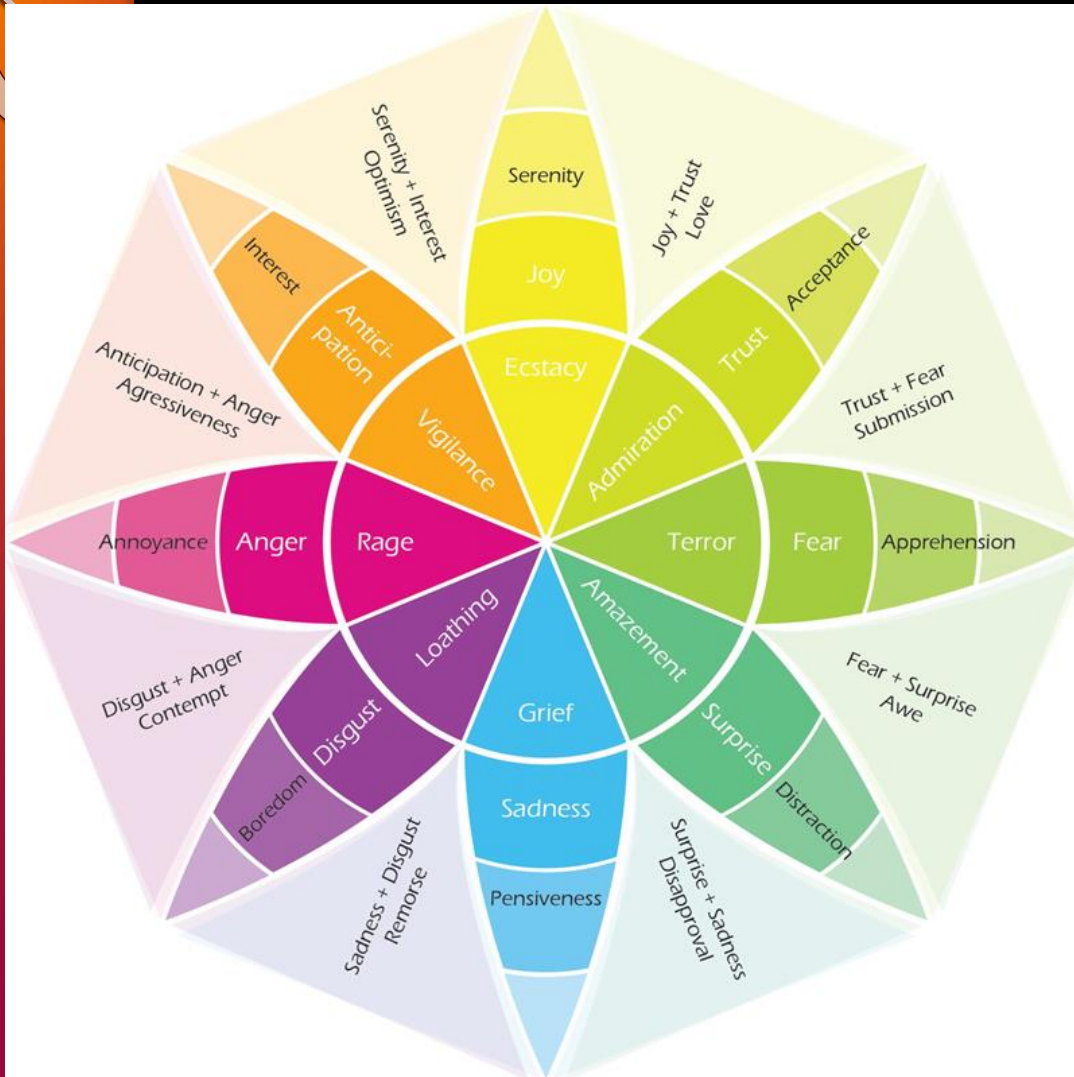 Serenity + Interest
Optimism
Joy + Trust
Love
Serenity
Joy
Ecstacy
Interest
Antici-
pation
Vigilance
Acceptance
Trust
Admiration
Anticipation + Anger
Agressiveness
Trust + Fear
Submission
Annoyance
Anger
Rage
Terror
Fear
Apprehension
Disgust + Anger
Contempt
Loathing
Disgust
Boredom
Grief
Sadness
Pensiveness
Amazement
Surprise
Distraction
Fear + Surprise
Awe
Sadness + Disgust
Remorse
Surprise + Sadness
Disapproval